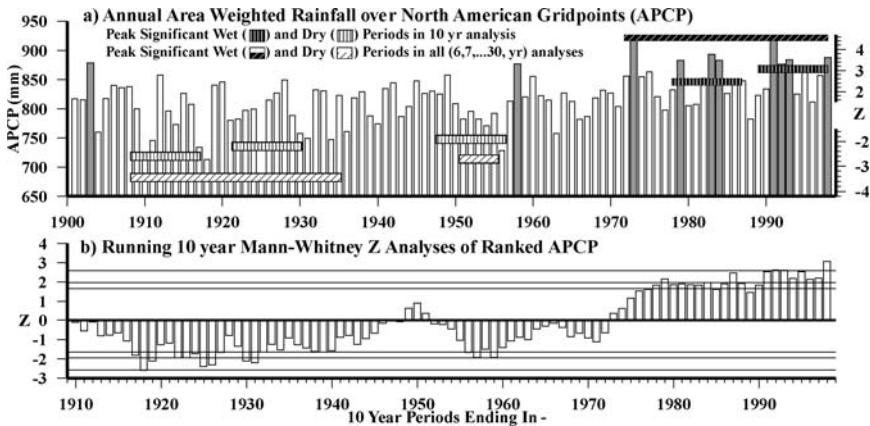 a) Annual Area Weighted Rainfall over North American Gridpoints (APCP)
Peak Significant Wet ( ) and Dry ( ) Periods in 10 yr analysis
Peak Significant Wet ( ) and Dry ( ) Periods in all (6,7,...30, yr) analyses
APCP (mm)
950
900
850
800
750
700
650
4
3
2
Z
-2
-3
-4
1900 1910 1920 1930 1940 1950 1960 1970 1980 1990
b) Running 10 year Mann-Whitney Z Analyses of Ranked APCP
Z
4
3
2
1
0
-1
-2
-3
1910 1920 1930 1940 1950 1960 1970 1980 1990
10 Year Periods Ending In -